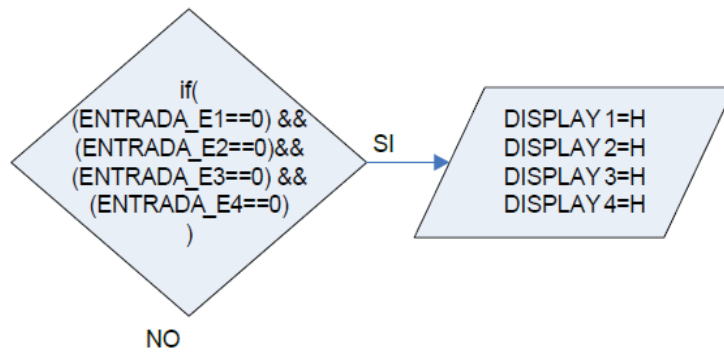 if(
(ENTRADA_E1==0) &&
(ENTRADA_E2==0)&&
(ENTRADA_E3==0) &&
(ENTRADA_E4==0)
)
SI
DISPLAY 1=H
DISPLAY 2=H
DISPLAY 3=H
DISPLAY 4=H
NO